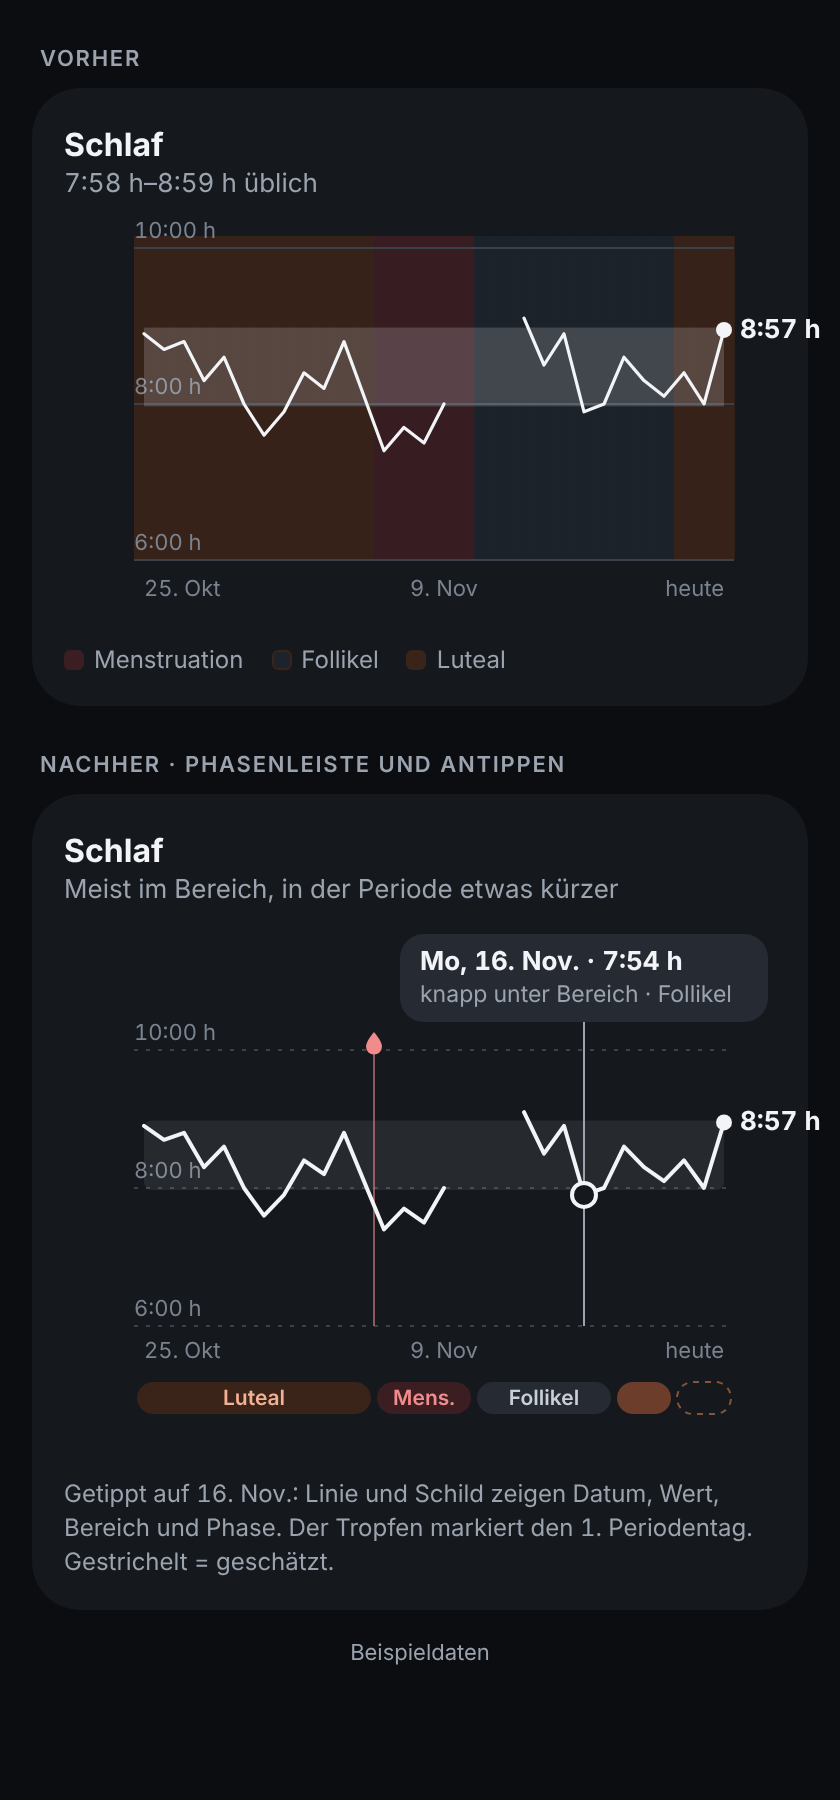 VORHER
Schlaf
7:58 h–8:59 h üblich
10:00 h
8:57 h
8:00 h
6:00 h
25. Okt
9. Nov
heute
Menstruation
Follikel
Luteal
NACHHER · PHASENLEISTE UND ANTIPPEN
Schlaf
Meist im Bereich, in der Periode etwas kürzer
Mo, 16. Nov. · 7:54 h
knapp unter Bereich · Follikel
10:00 h
8:57 h
8:00 h
6:00 h
25. Okt
9. Nov
heute
Luteal
Mens.
Follikel
Getippt auf 16. Nov.: Linie und Schild zeigen Datum, Wert,
Bereich und Phase. Der Tropfen markiert den 1. Periodentag.
Gestrichelt = geschätzt.
Beispieldaten